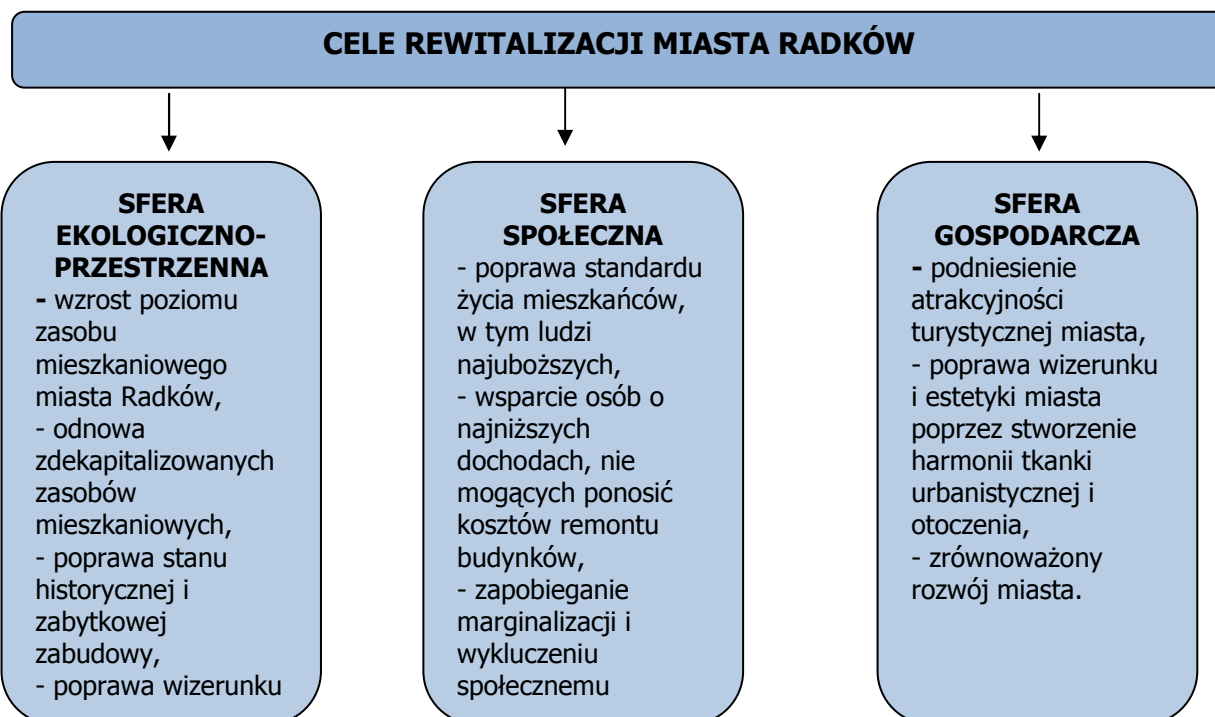 CELE REWITALIZACJI MIASTA RADKÓW
SFERA
EKOLOGICZNO-
PRZESTRZENNA
- wzrost poziomu
zasobu
mieszkaniowego
miasta Radków,
- odnowa
zdekapitalizowanych
zasobów
mieszkaniowych,
- poprawa stanu
historycznej i
zabytkowej
zabudowy,
- poprawa wizerunku
SFERA
SPOŁECZNA
- poprawa standardu
życia mieszkańców,
w tym ludzi
najuboższych,
- wsparcie osób o
najniższych
dochodach, nie
mogących ponosić
kosztów remontu
budynków,
- zapobieganie
marginalizacji i
wykluczeniu
społecznemu
SFERA
GOSPODARCZA
- podniesienie
atrakcyjności
turystycznej miasta,
- poprawa wizerunku
i estetyki miasta
poprzez stworzenie
harmonii tkanki
urbanistycznej i
otoczenia,
- zrównoważony
rozwój miasta.